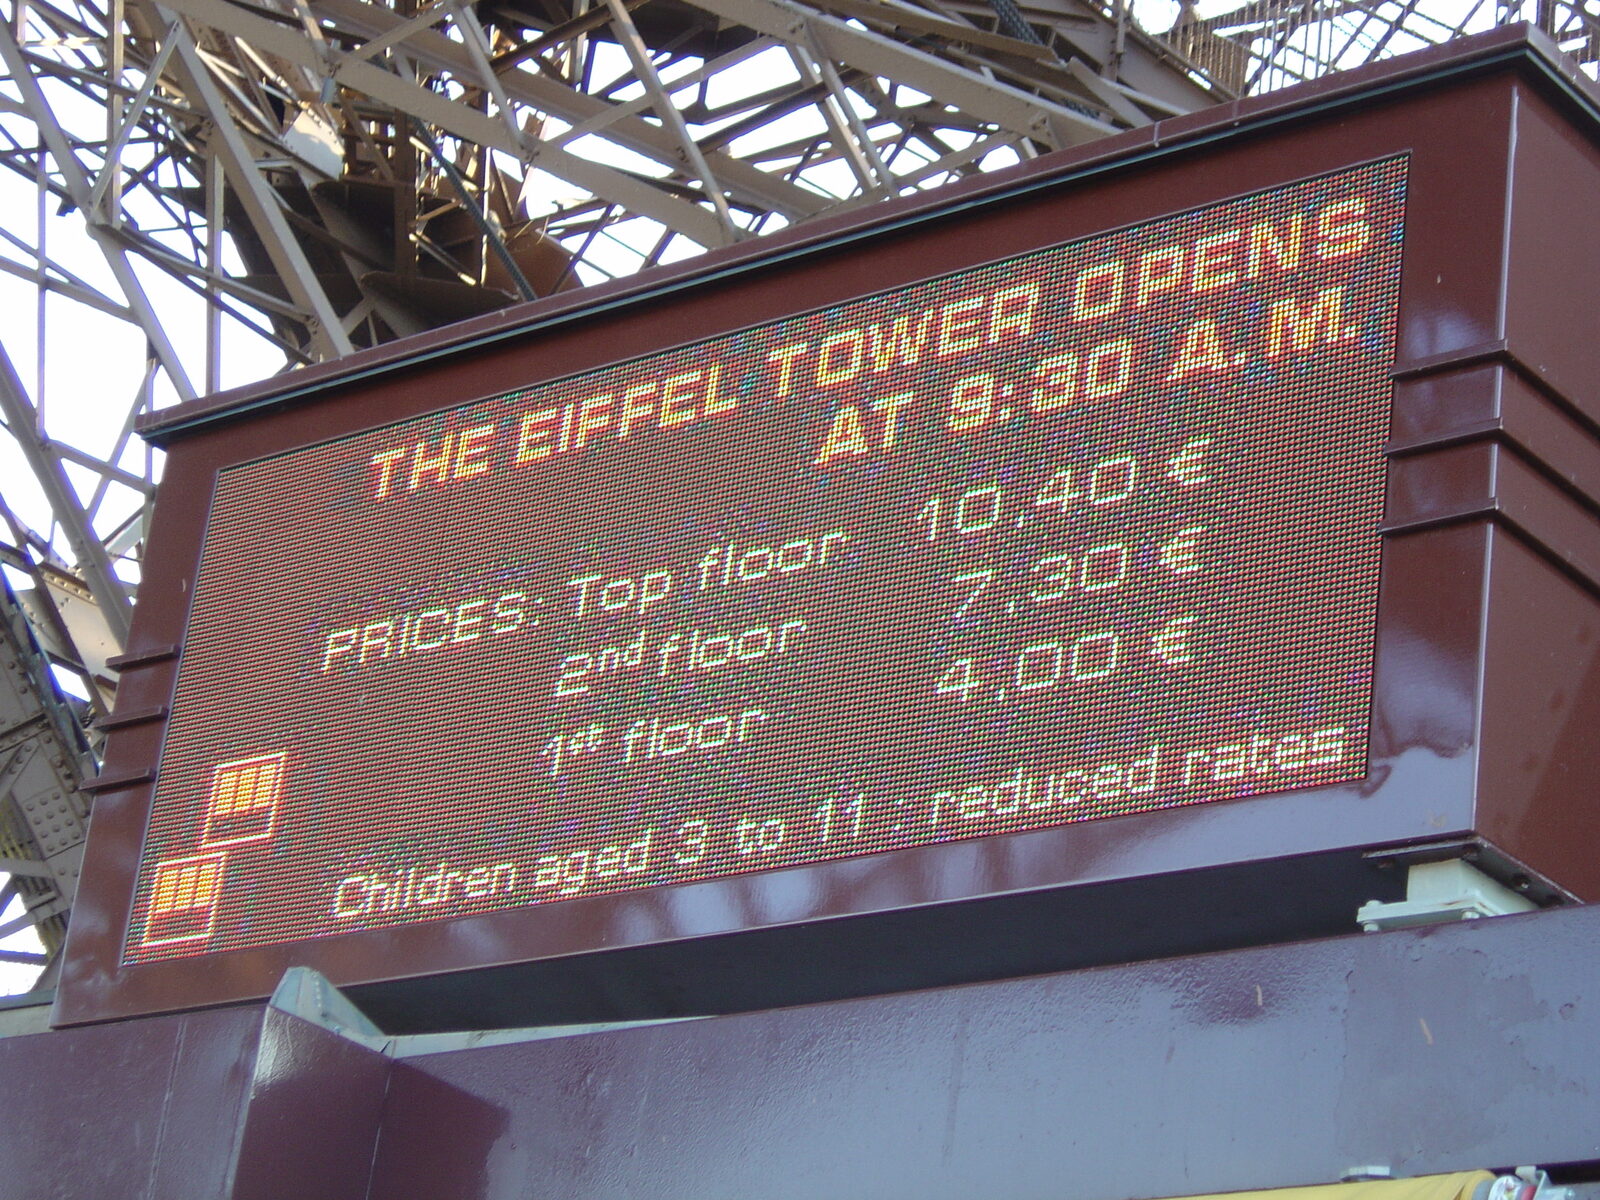 THE EIFFEL TOWER OPENS
AT 9:30 A.M.
PRICES: Top floor 10,40 €
2nd floor 7,30 €
1st floor 4,00 €
Children aged 3 to 11 : reduced rates